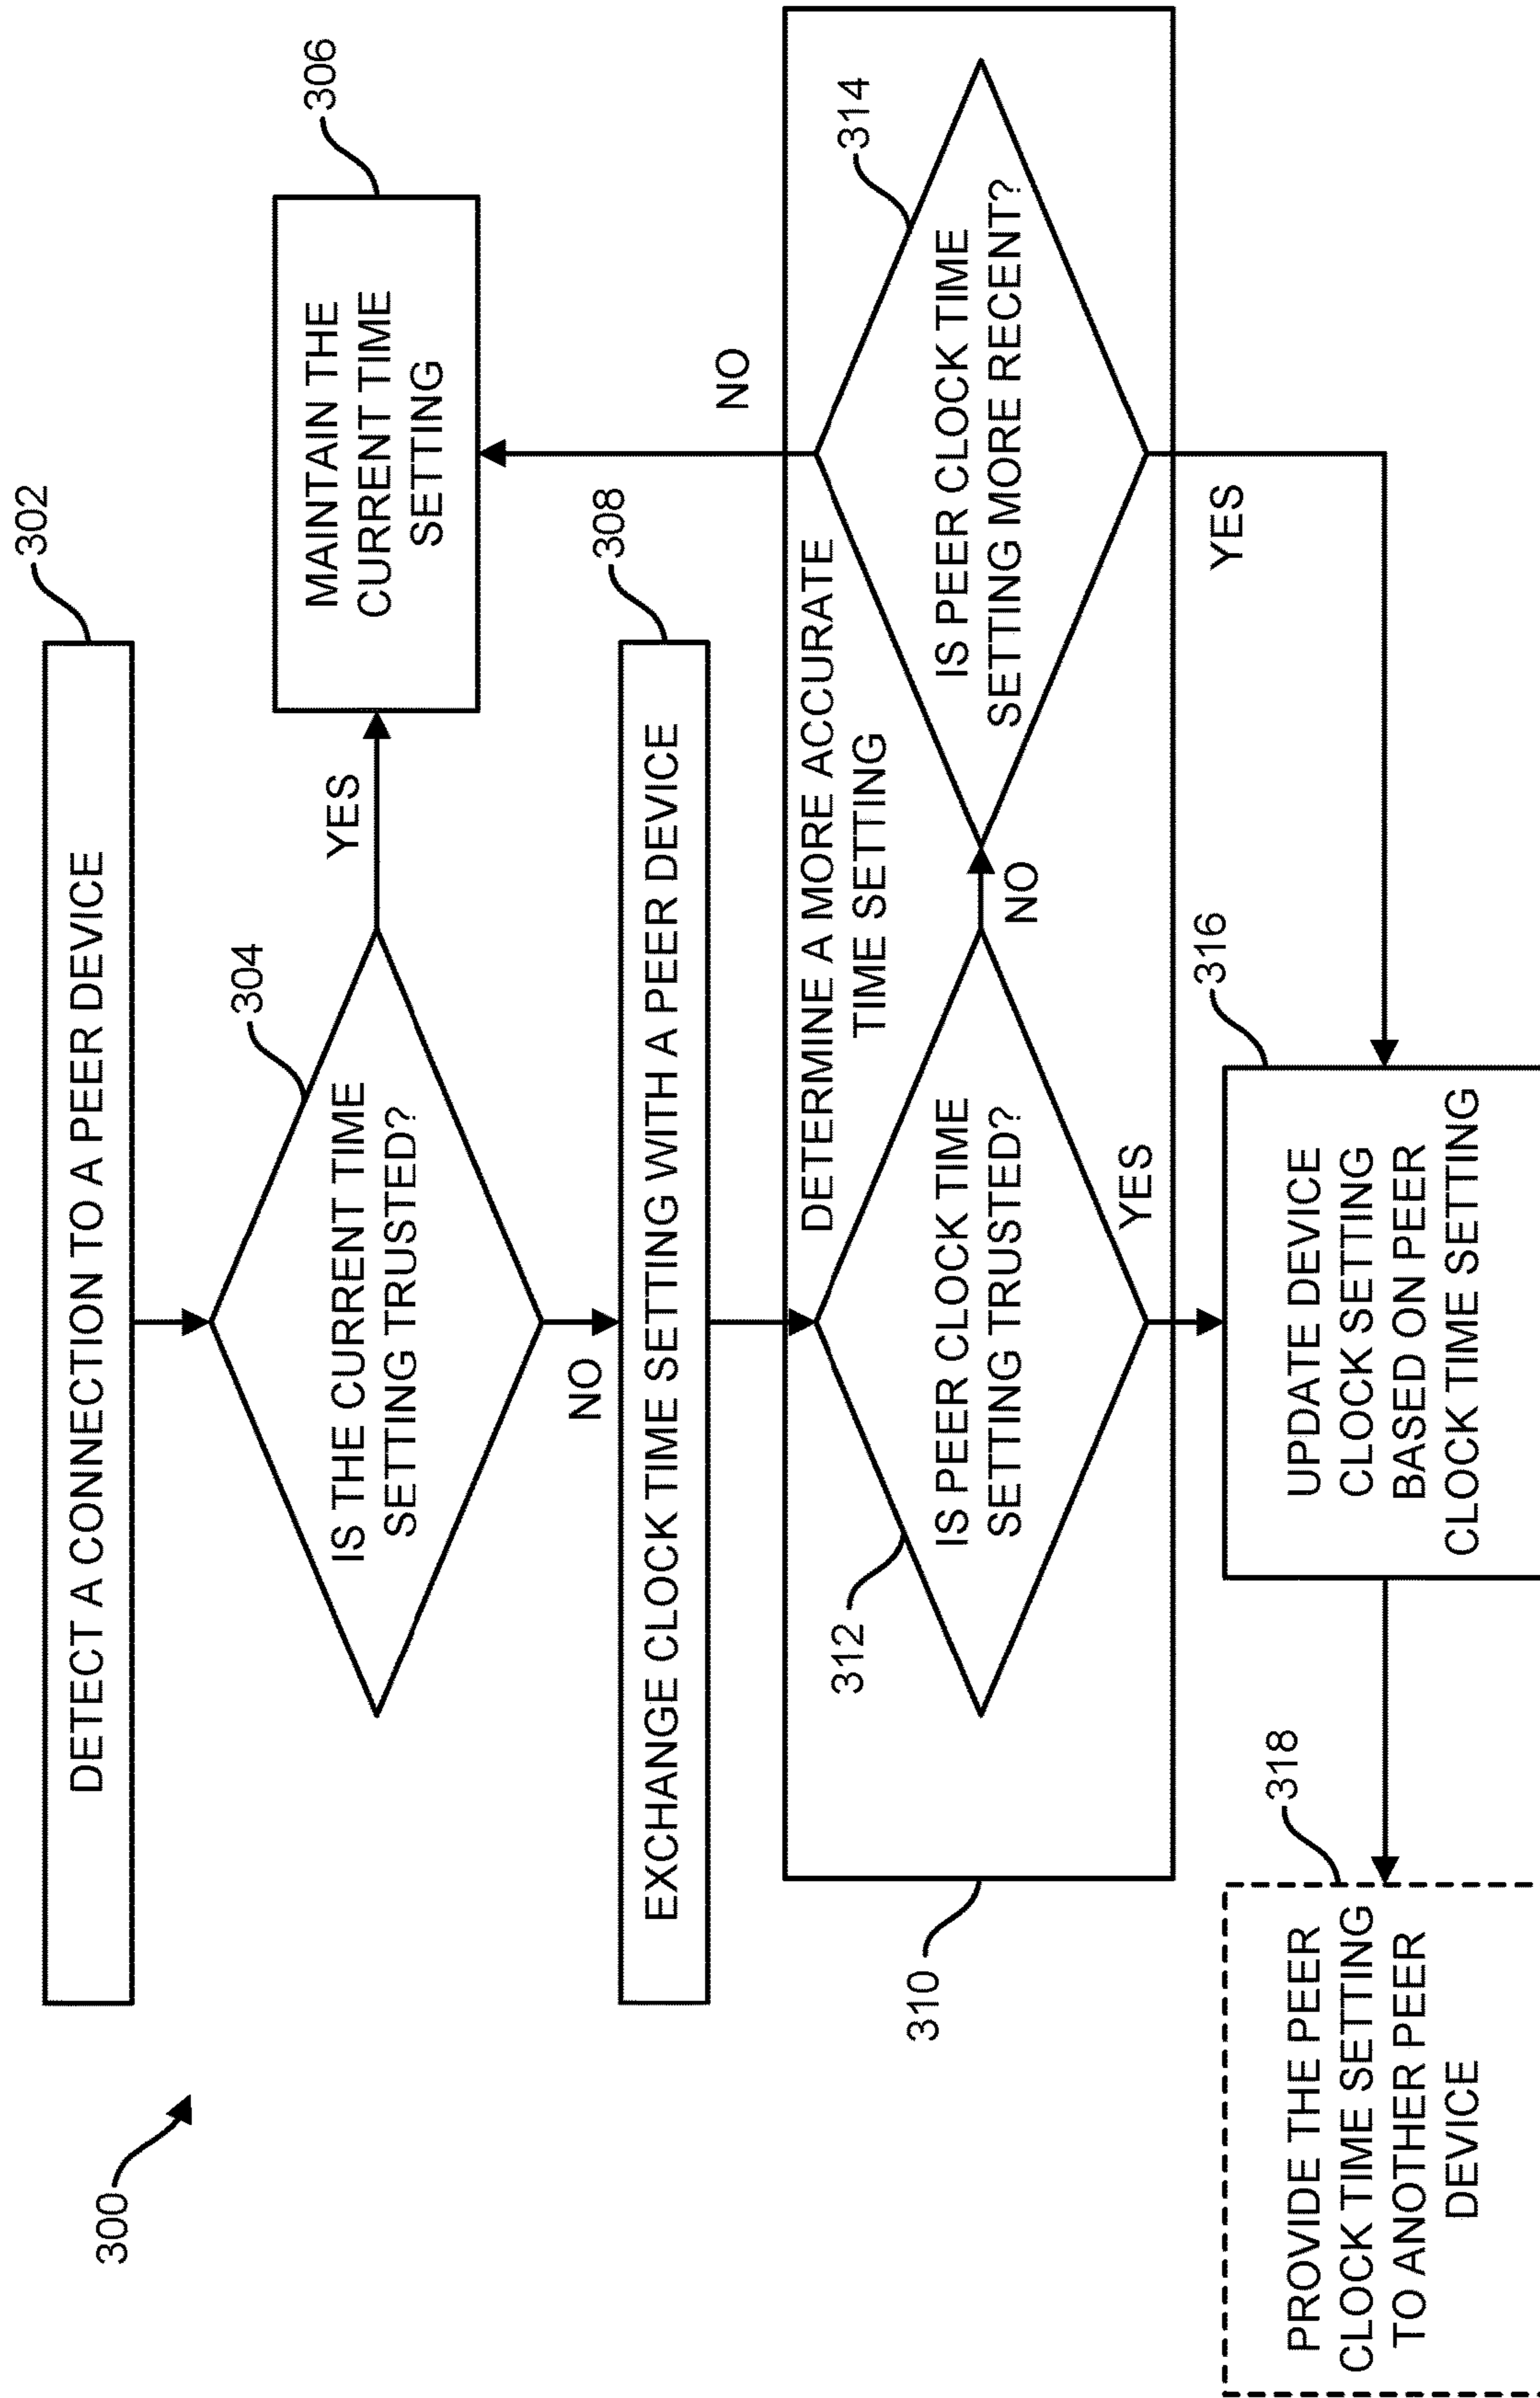 300
302
DETECT A CONNECTION TO A PEER DEVICE
304
IS THE CURRENT TIME
SETTING TRUSTED?
YES
306
MAINTAIN THE
CURRENT TIME
SETTING
NO
308
EXCHANGE CLOCK TIME SETTING WITH A PEER DEVICE
310
DETERMINE A MORE ACCURATE
TIME SETTING
312
IS PEER CLOCK TIME
SETTING TRUSTED?
NO
314
IS PEER CLOCK TIME
SETTING MORE RECENT?
NO
YES
YES
316
UPDATE DEVICE
CLOCK SETTING
BASED ON PEER
CLOCK TIME SETTING
318
PROVIDE THE PEER
CLOCK TIME SETTING
TO ANOTHER PEER
DEVICE